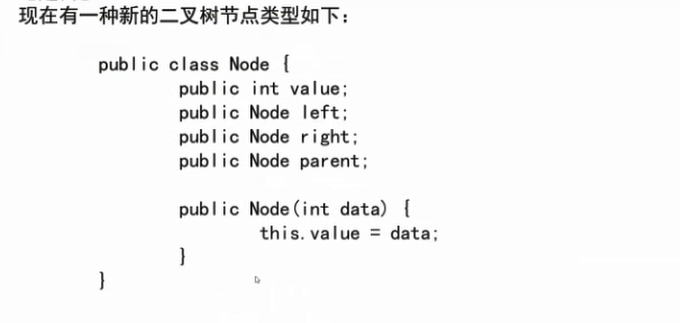 现在有一种新的二叉树节点类型如下：
public class Node {
public int value;
public Node left;
public Node right;
public Node parent;
public Node(int data) {
this.value = data;
}
}